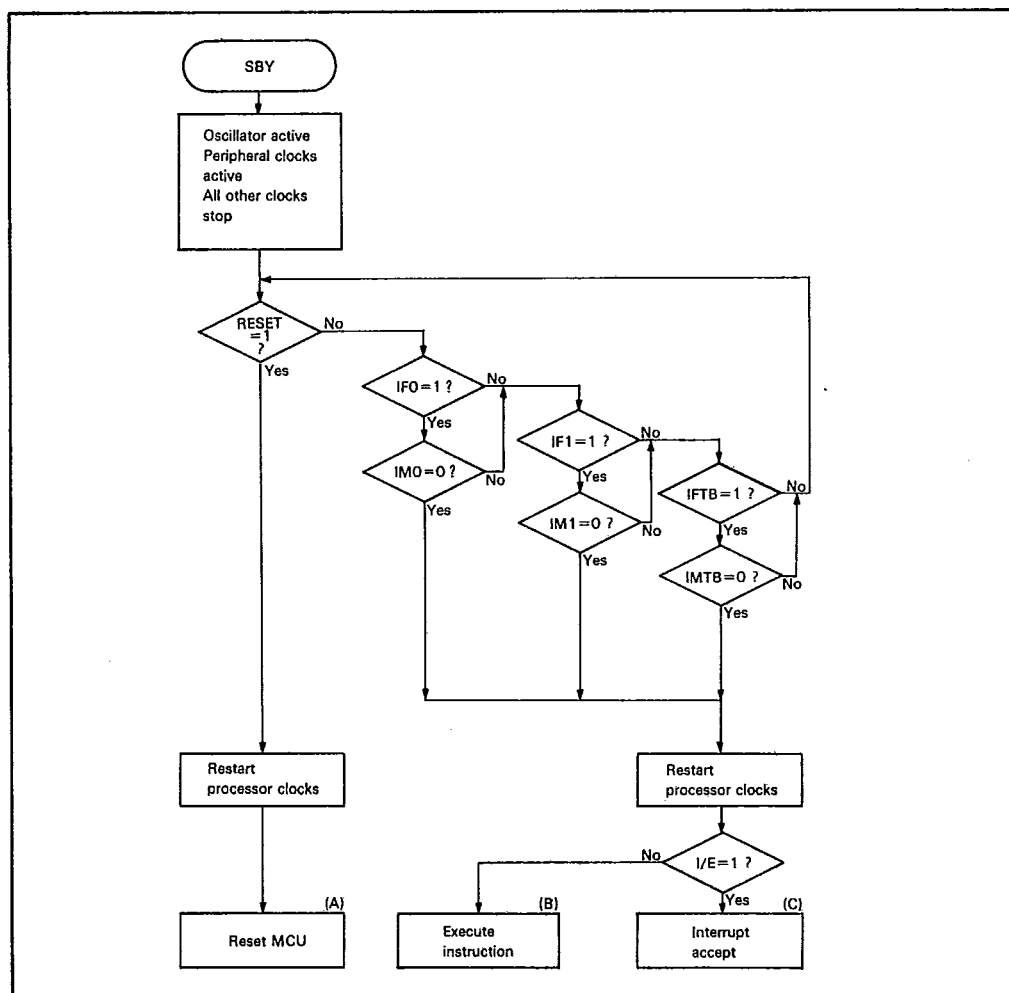 SBY
Oscillator active
Peripheral clocks
active
All other clocks
stop
RESET
=1
?
No
Yes
IF0=1 ?
No
Yes
IM0=0 ?
No
Yes
IF1=1 ?
No
Yes
IM1=0 ?
No
Yes
IFTB=1 ?
No
Yes
IMTB=0 ?
No
Yes
Restart
processor clocks
Restart
processor clocks
I/E=1 ?
No
Yes
(A)
Reset MCU
(B)
Execute
instruction
(C)
Interrupt
accept